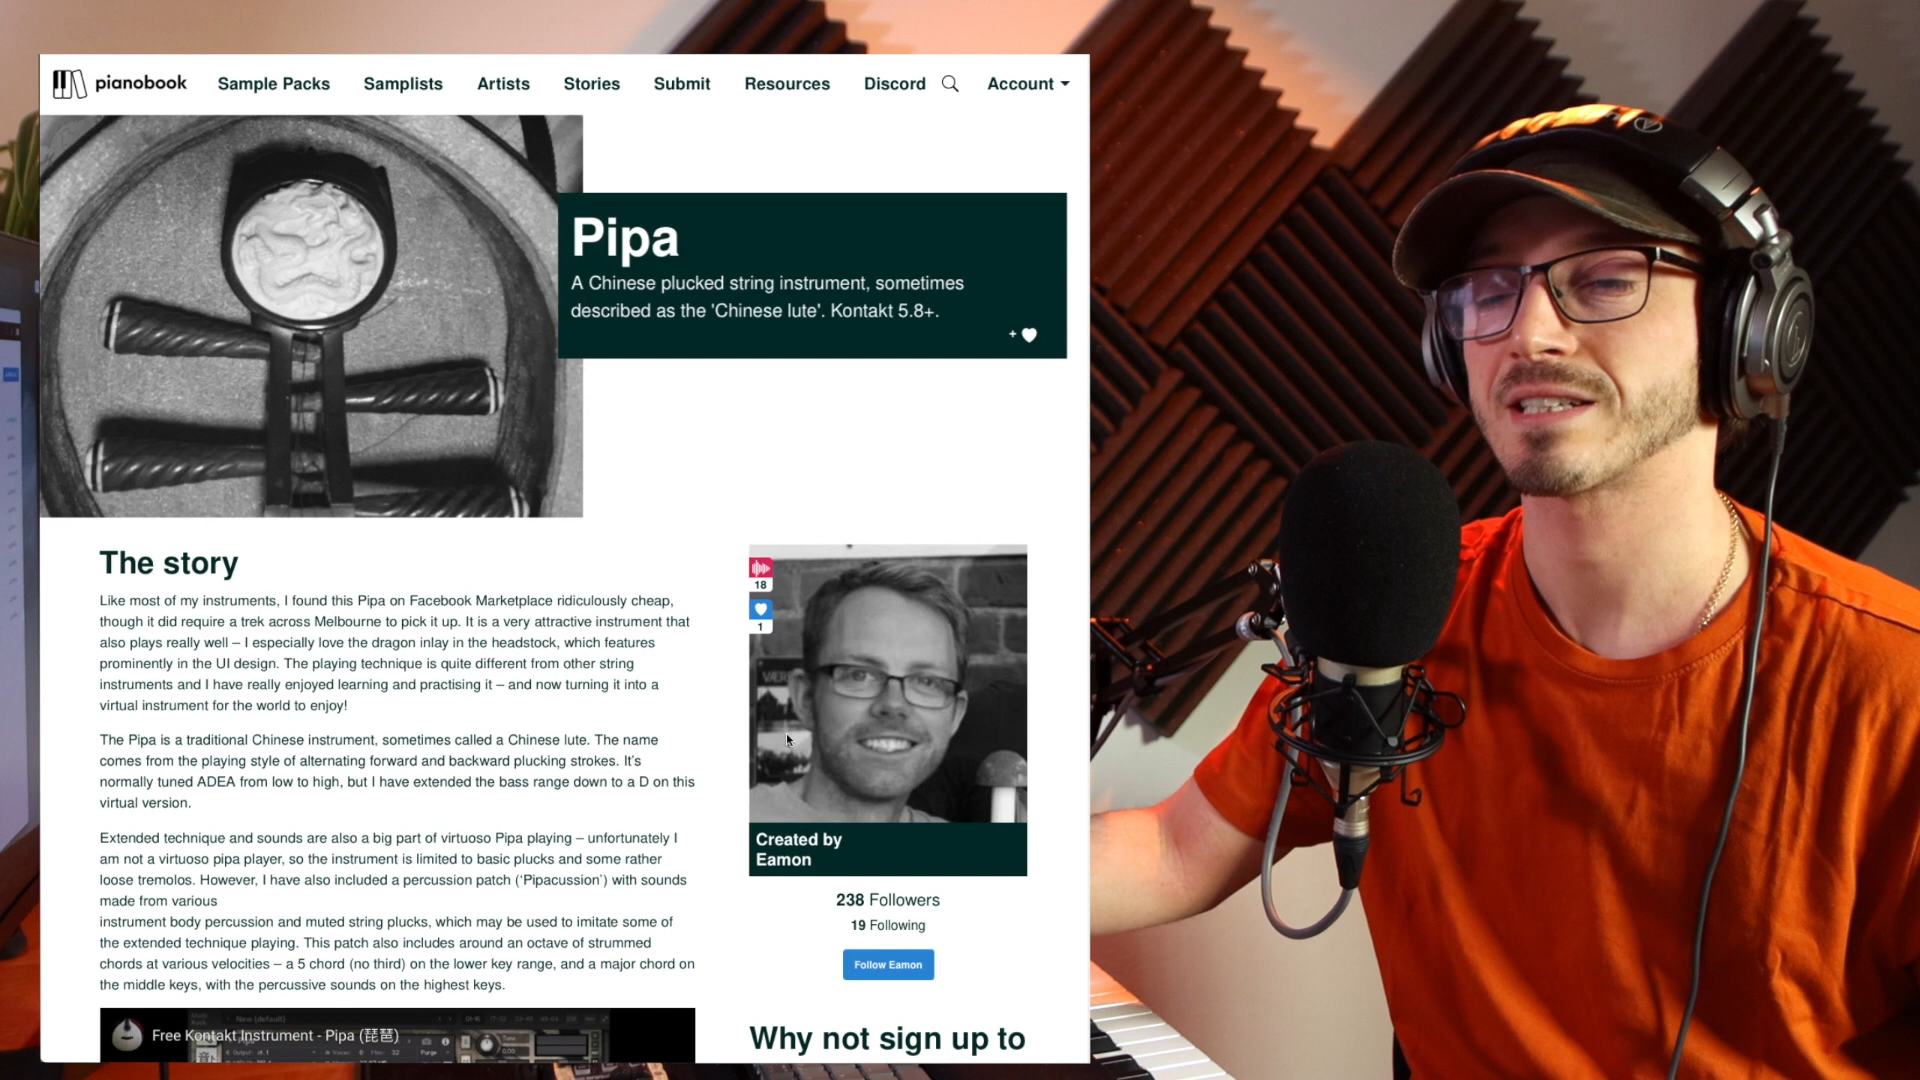 pianobook
Sample Packs
Samplists
Artists
Stories
Submit
Resources
Discord
Account
Pipa
A Chinese plucked string instrument, sometimes
described as the 'Chinese lute'. Kontakt 5.8+.
+
The story
Like most of my instruments, I found this Pipa on Facebook Marketplace ridiculously cheap,
though it did require a trek across Melbourne to pick it up. It is a very attractive instrument that
also plays really well – I especially love the dragon inlay in the headstock, which features
prominently in the UI design. The playing technique is quite different from other string
instruments and I have really enjoyed learning and practising it – and now turning it into a
virtual instrument for the world to enjoy!
The Pipa is a traditional Chinese instrument, sometimes called a Chinese lute. The name
comes from the playing style of alternating forward and backward plucking strokes. It's
normally tuned ADEA from low to high, but I have extended the bass range down to a D on this
virtual version.
Extended technique and sounds are also a big part of virtuoso Pipa playing – unfortunately I
am not a virtuoso pipa player, so the instrument is limited to basic plucks and some rather
loose tremolos. However, I have also included a percussion patch ('Pipacussion') with sounds
made from various
instrument body percussion and muted string plucks, which may be used to imitate some of
the extended technique playing. This patch also includes around an octave of strummed
chords at various velocities – a 5 chord (no third) on the lower key range, and a major chord on
the middle keys, with the percussive sounds on the highest keys.
Free Kontakt Instrument - Pipa (琵琶)
18
1
Created by
Eamon
238 Followers
19 Following
Follow Eamon
Why not sign up to